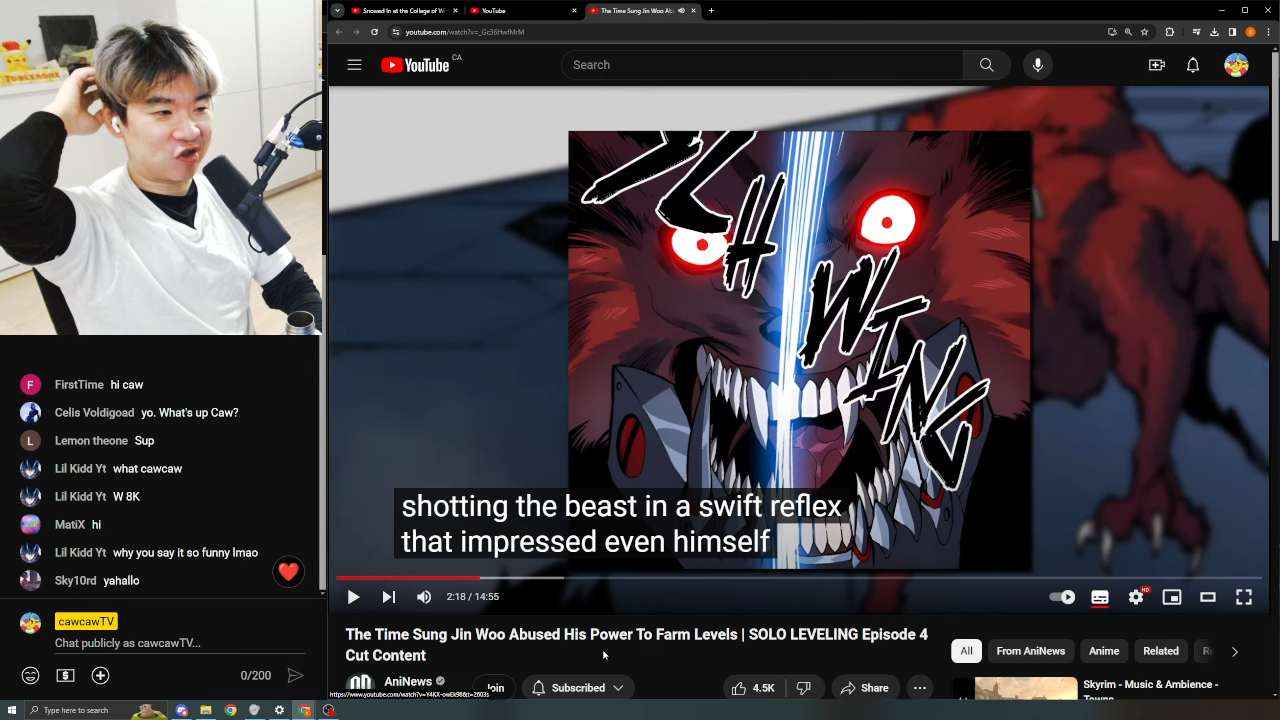 Snowed In at the College of W
YouTube
The Time Sung Jin Woo Ab
youtube.com/watch?v=_Gc36HwfMrM
YouTube CA
Search
SCHWING
shotting the beast in a swift reflex
that impressed even himself
2:18 / 14:55
HD
The Time Sung Jin Woo Abused His Power To Farm Levels | SOLO LEVELING Episode 4
Cut Content
All
From AniNews
Anime
Related
AniNews
Join
Subscribed
4.5K
Share
Skyrim - Music & Ambience -
F
FirstTime hi caw
Celis Voldigoad yo. What's up Caw?
L
Lemon theone Sup
Lil Kidd Yt what cawcaw
Lil Kidd Yt W 8K
MatiX hi
Lil Kidd Yt why you say it so funny lmao
Sky10rd yahallo
cawcawTV
Chat publicly as cawcawTV...
0/200
Type here to search